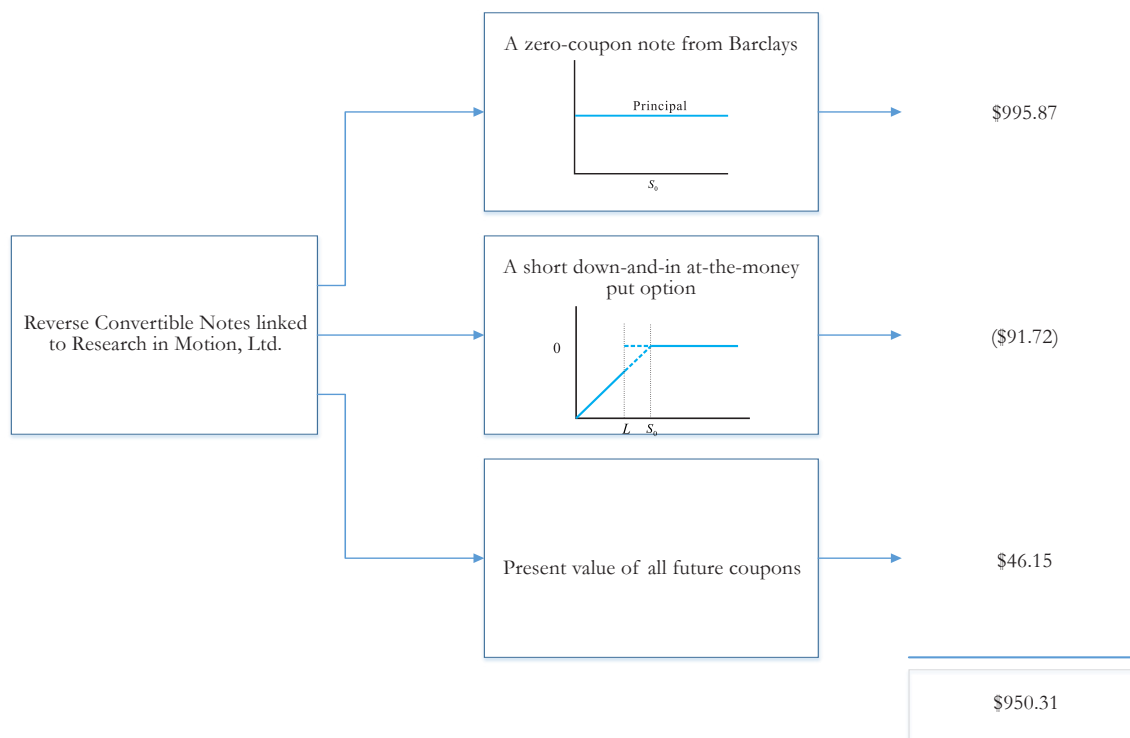 A zero-coupon note from Barclays
Principal
S₀
$995.87
Reverse Convertible Notes linked
to Research in Motion, Ltd.
A short down-and-in at-the-money
put option
0
L S₀
($91.72)
Present value of all future coupons
$46.15
$950.31